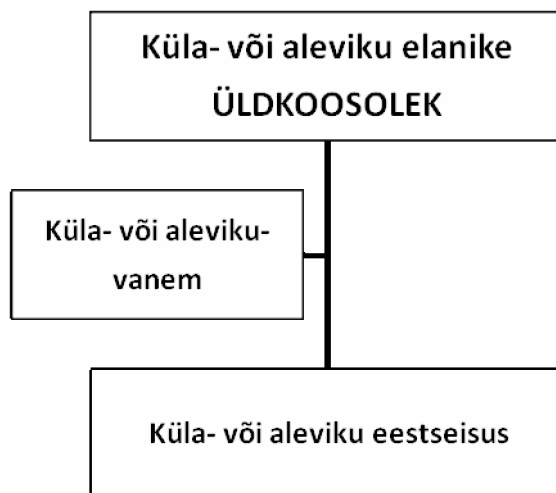 Küla- või aleviku elanike
ÜLDKOOSOLEK
Küla- või aleviku-
vanem
Küla- või aleviku eestseisus